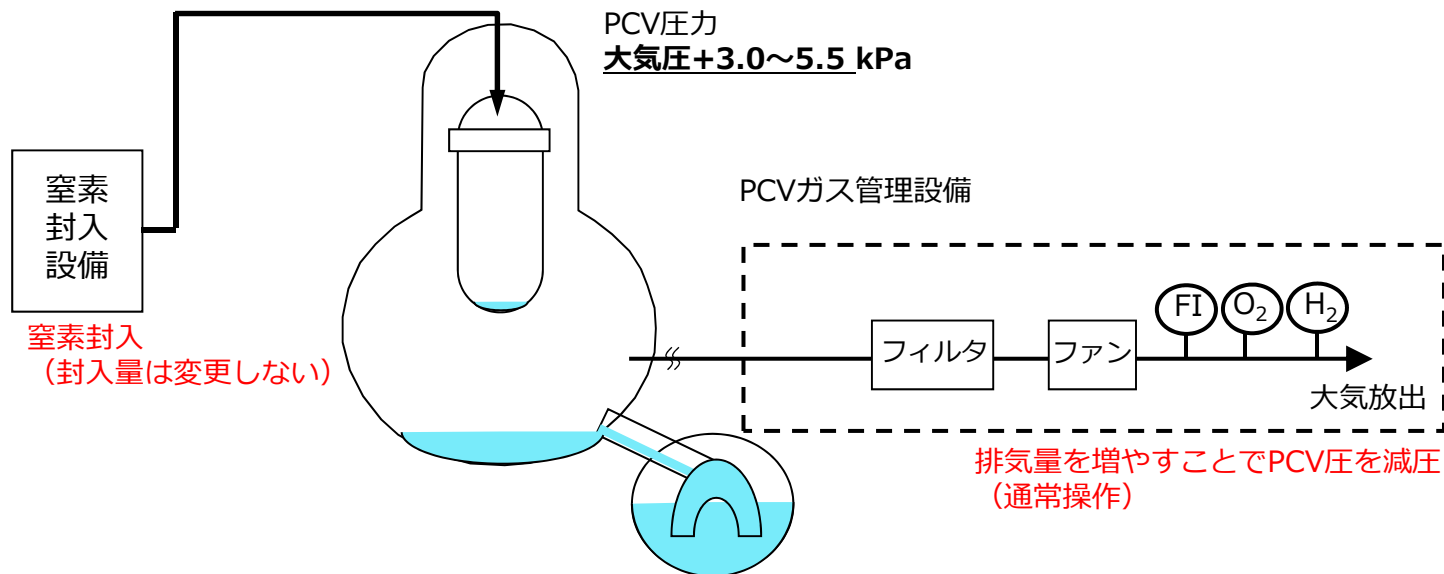 PCV圧力
大気圧+3.0～5.5 kPa
窒素
封入
設備
窒素封入
（封入量は変更しない）
PCVガス管理設備
フィルタ
ファン
FI
O₂
H₂
大気放出
排気量を増やすことでPCV圧を減圧
（通常操作）